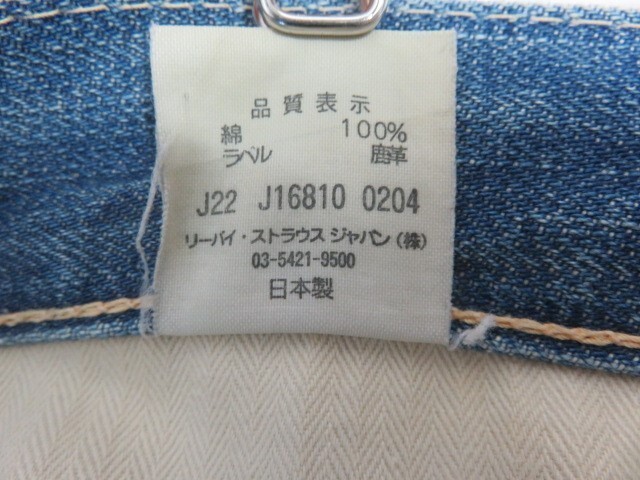 品質表示
綿 100%
ラベル 鹿革
J22 J16810 0204
リーバイ・ストラウス ジャパン(株)
03-5421-9500
日本製